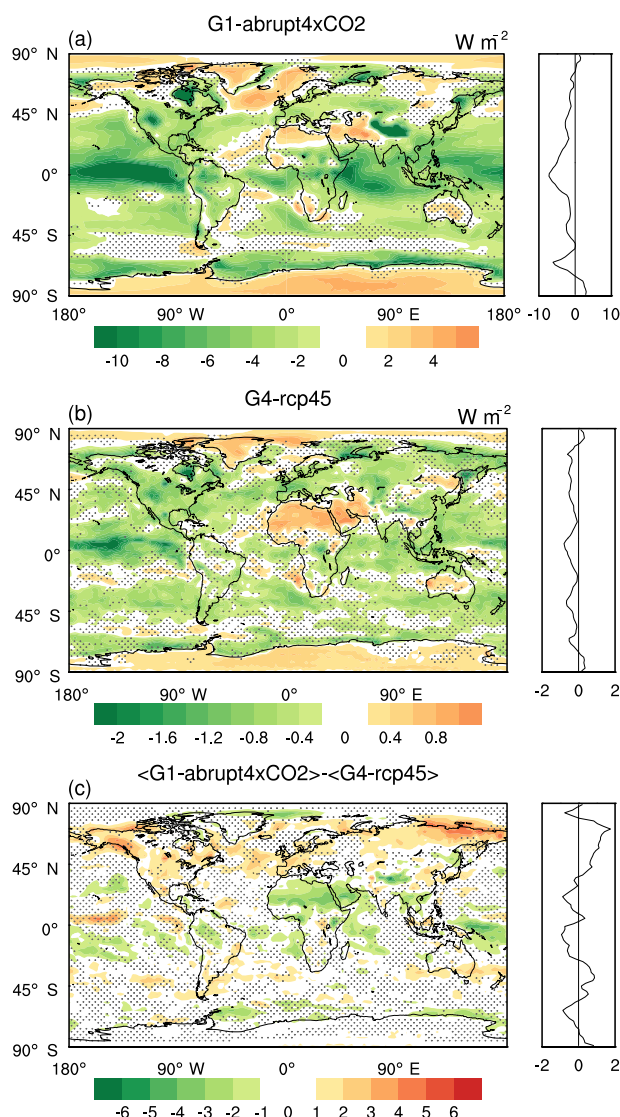 (a) G1-abrupt4xCO2 W m⁻²
90° N
45° N
0°
45° S
90° S
180° 90° W 0° 90° E 180° -10 0 10
-10 -8 -6 -4 -2 0 2 4
(b) G4-rcp45 W m⁻²
90° N
45° N
0°
45° S
90° S
180° 90° W 0° 90° E -2 0 2
-2 -1.6 -1.2 -0.8 -0.4 0 0.4 0.8
<G1-abrupt4xCO2>-<G4-rcp45>
(c)
90° N
45° N
0°
45° S
90° S
180° 90° W 0° 90° E -2 0 2
-6 -5 -4 -3 -2 -1 0 1 2 3 4 5 6